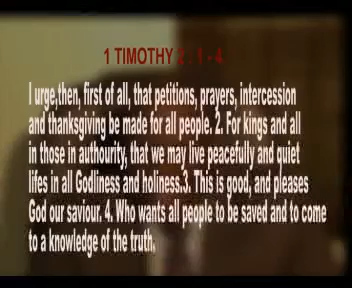 1 TIMOTHY 2 : 1 - 4
I urge,then, first of all, that petitions, prayers, intercession
and thanksgiving be made for all people. 2. For kings and all
in those in authourity, that we may live peacefully and quiet
lifes in all Godliness and holiness.3. This is good, and pleases
God our saviour. 4. Who wants all people to be saved and to come
to a knowledge of the truth.